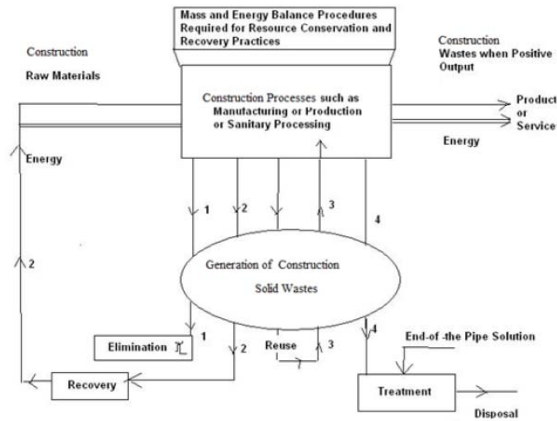 Mass and Energy Balance Procedures
Required for Resource Conservation and
Recovery Practices
Construction
Raw Materials
Construction
Wastes when Positive
Output
Construction Processes such as
Manufacturing or Production
or Sanitary Processing
Product
or
Service
Energy
Energy
1
2
3
4
2
Generation of Construction
Solid Wastes
1
2
Reuse
3
4
Elimination
End-of -the Pipe Solution
Recovery
Treatment
Disposal